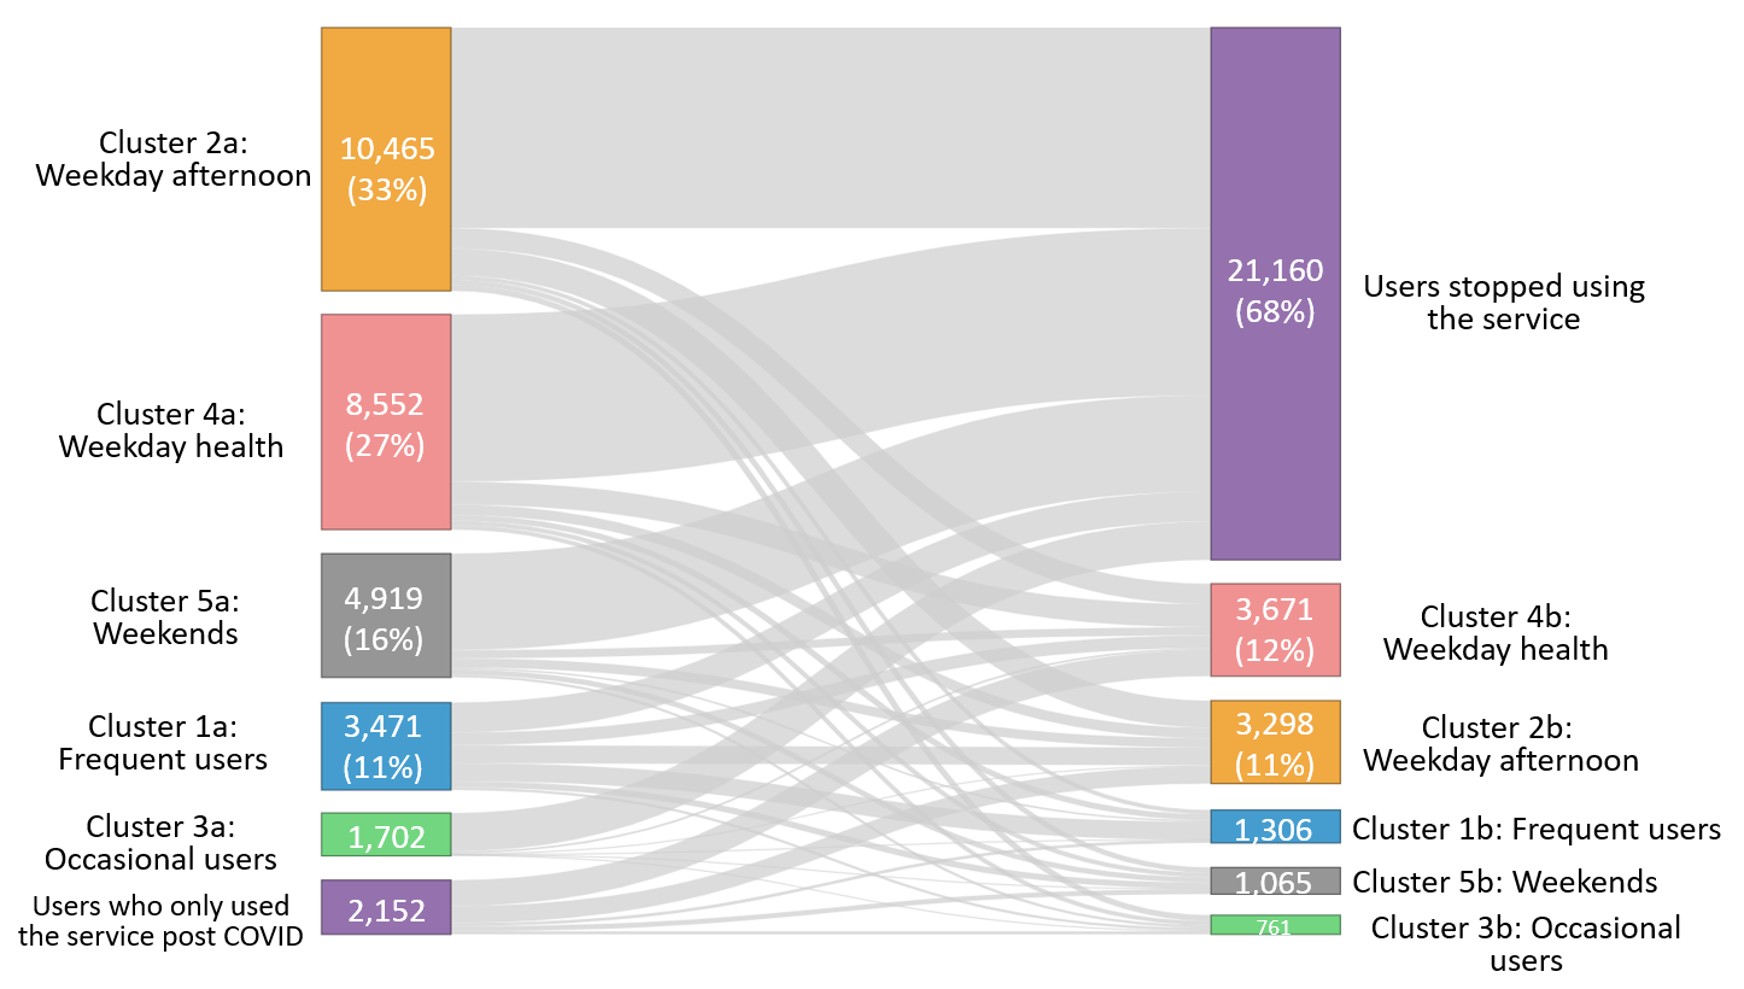 Cluster 2a:
Weekday afternoon
10,465
(33%)
Cluster 4a:
Weekday health
8,552
(27%)
Cluster 5a:
Weekends
4,919
(16%)
Cluster 1a:
Frequent users
3,471
(11%)
Cluster 3a:
Occasional users
1,702
Users who only used
the service post COVID
2,152
21,160
(68%)
Users stopped using
the service
3,671
(12%)
Cluster 4b:
Weekday health
3,298
(11%)
Cluster 2b:
Weekday afternoon
1,306
Cluster 1b: Frequent users
1,065
Cluster 5b: Weekends
761
Cluster 3b: Occasional
users